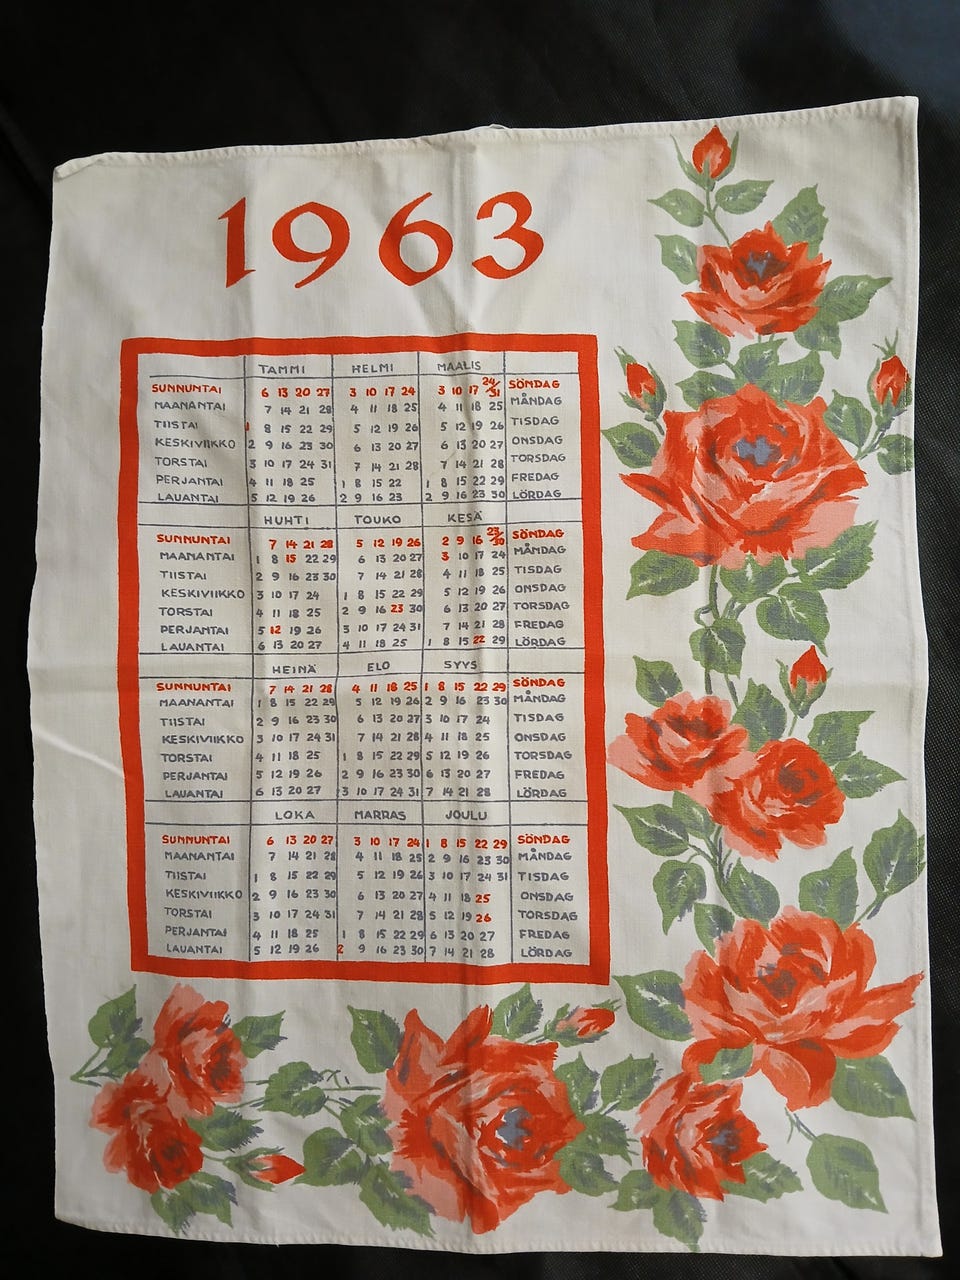 1963
TAMMI HELMI MAALIS
SUNNUNTAI 6 13 20 27 3 10 17 24 3 10 17 24/31 SÖNDAG
MAANANTAI 7 14 21 28 4 11 18 25 4 11 18 25 MÅNDAG
TIISTAI 1 8 15 22 29 5 12 19 26 5 12 19 26 TISDAG
KESKIVIIKKO 2 9 16 23 30 6 13 20 27 6 13 20 27 ONSDAG
TORSTAI 3 10 17 24 31 7 14 21 28 7 14 21 28 TORSDAG
PERJANTAI 4 11 18 25 1 8 15 22 1 8 15 22 29 FREDAG
LAUANTAI 5 12 19 26 2 9 16 23 2 9 16 23 30 LÖRDAG
HUHTI TOUKO KESÄ
SUNNUNTAI 7 14 21 28 5 12 19 26 2 9 16 23/30 SÖNDAG
MAANANTAI 1 8 15 22 29 6 13 20 27 3 10 17 24 MÅNDAG
TIISTAI 2 9 16 23 30 7 14 21 28 4 11 18 25 TISDAG
KESKIVIIKKO 3 10 17 24 1 8 15 22 29 5 12 19 26 ONSDAG
TORSTAI 4 11 18 25 2 9 16 23 30 6 13 20 27 TORSDAG
PERJANTAI 5 12 19 26 3 10 17 24 31 7 14 21 28 FREDAG
LAUANTAI 6 13 20 27 4 11 18 25 1 8 15 22 29 LÖRDAG
HEINÄ ELO SYYS
SUNNUNTAI 7 14 21 28 4 11 18 25 1 8 15 22 29 SÖNDAG
MAANANTAI 1 8 15 22 29 5 12 19 26 2 9 16 23 30 MÅNDAG
TIISTAI 2 9 16 23 30 6 13 20 27 3 10 17 24 TISDAG
KESKIVIIKKO 3 10 17 24 31 7 14 21 28 4 11 18 25 ONSDAG
TORSTAI 4 11 18 25 1 8 15 22 29 5 12 19 26 TORSDAG
PERJANTAI 5 12 19 26 2 9 16 23 30 6 13 20 27 FREDAG
LAUANTAI 6 13 20 27 3 10 17 24 31 7 14 21 28 LÖRDAG
LOKA MARRAS JOULU
SUNNUNTAI 6 13 20 27 3 10 17 24 1 8 15 22 29 SÖNDAG
MAANANTAI 7 14 21 28 4 11 18 25 2 9 16 23 30 MÅNDAG
TIISTAI 1 8 15 22 29 5 12 19 26 3 10 17 24 31 TISDAG
KESKIVIIKKO 2 9 16 23 30 6 13 20 27 4 11 18 25 ONSDAG
TORSTAI 3 10 17 24 31 7 14 21 28 5 12 19 26 TORSDAG
PERJANTAI 4 11 18 25 1 8 15 22 29 6 13 20 27 FREDAG
LAUANTAI 5 12 19 26 2 9 16 23 30 7 14 21 28 LÖRDAG